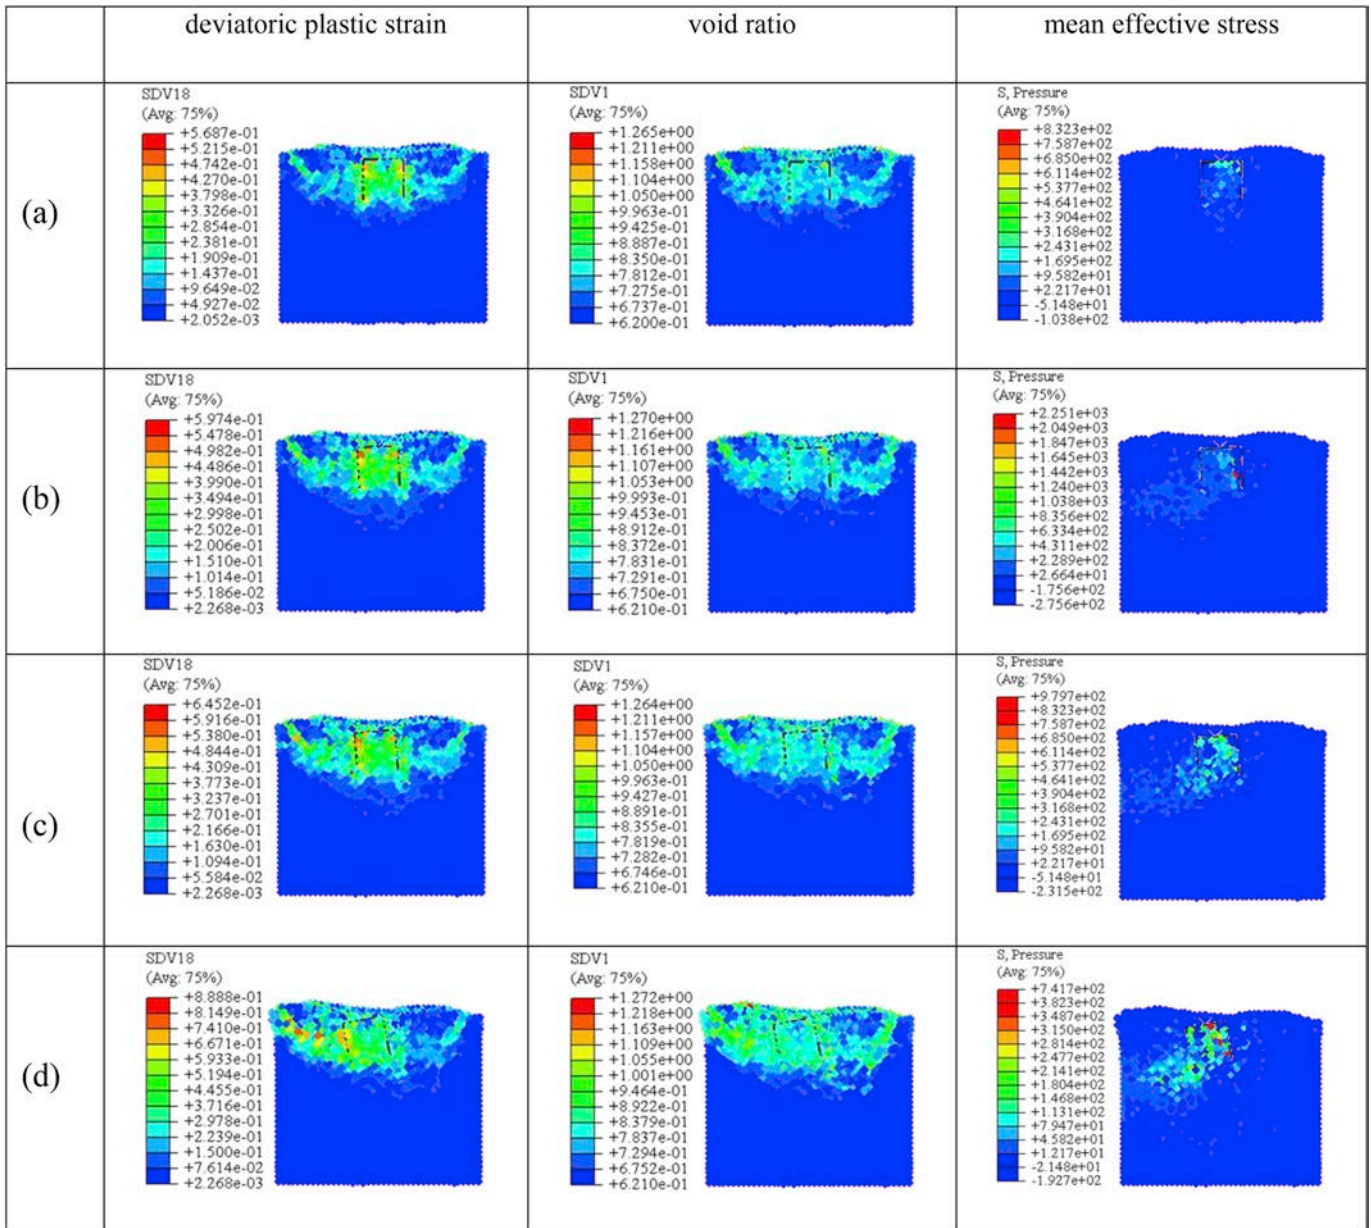 deviatoric plastic strain
void ratio
mean effective stress
(a)
SDV18
(Avg: 75%)
+5.687e-01
+5.215e-01
+4.742e-01
+4.270e-01
+3.798e-01
+3.326e-01
+2.854e-01
+2.381e-01
+1.909e-01
+1.437e-01
+9.649e-02
+4.927e-02
+2.052e-03
SDV1
(Avg: 75%)
+1.265e+00
+1.211e+00
+1.158e+00
+1.104e+00
+1.050e+00
+9.963e-01
+9.425e-01
+8.887e-01
+8.350e-01
+7.812e-01
+7.275e-01
+6.737e-01
+6.200e-01
S, Pressure
(Avg: 75%)
+8.323e+02
+7.587e+02
+6.850e+02
+6.114e+02
+5.377e+02
+4.641e+02
+3.904e+02
+3.168e+02
+2.431e+02
+1.695e+02
+9.582e+01
+2.217e+01
-5.148e+01
-1.038e+02
(b)
SDV18
(Avg: 75%)
+5.974e-01
+5.478e-01
+4.982e-01
+4.486e-01
+3.990e-01
+3.494e-01
+2.998e-01
+2.502e-01
+2.006e-01
+1.510e-01
+1.014e-01
+5.186e-02
+2.268e-03
SDV1
(Avg: 75%)
+1.270e+00
+1.216e+00
+1.161e+00
+1.107e+00
+1.053e+00
+9.993e-01
+9.453e-01
+8.912e-01
+8.372e-01
+7.831e-01
+7.291e-01
+6.750e-01
+6.210e-01
S, Pressure
(Avg: 75%)
+2.251e+03
+2.049e+03
+1.847e+03
+1.645e+03
+1.442e+03
+1.240e+03
+1.038e+03
+8.356e+02
+6.334e+02
+4.311e+02
+2.289e+02
+2.664e+01
-1.756e+02
-2.756e+02
(c)
SDV18
(Avg: 75%)
+6.452e-01
+5.916e-01
+5.380e-01
+4.844e-01
+4.309e-01
+3.773e-01
+3.237e-01
+2.701e-01
+2.166e-01
+1.630e-01
+1.094e-01
+5.584e-02
+2.268e-03
SDV1
(Avg: 75%)
+1.264e+00
+1.211e+00
+1.157e+00
+1.104e+00
+1.050e+00
+9.963e-01
+9.427e-01
+8.891e-01
+8.355e-01
+7.819e-01
+7.282e-01
+6.746e-01
+6.210e-01
S, Pressure
(Avg: 75%)
+9.797e+02
+8.323e+02
+7.587e+02
+6.850e+02
+6.114e+02
+5.377e+02
+4.641e+02
+3.904e+02
+3.168e+02
+2.431e+02
+1.695e+02
+9.582e+01
+2.217e+01
-5.148e+01
-2.315e+02
(d)
SDV18
(Avg: 75%)
+8.888e-01
+8.149e-01
+7.410e-01
+6.671e-01
+5.933e-01
+5.194e-01
+4.455e-01
+3.716e-01
+2.978e-01
+2.239e-01
+1.500e-01
+7.614e-02
+2.268e-03
SDV1
(Avg: 75%)
+1.272e+00
+1.218e+00
+1.163e+00
+1.109e+00
+1.055e+00
+1.001e+00
+9.464e-01
+8.922e-01
+8.379e-01
+7.837e-01
+7.294e-01
+6.752e-01
+6.210e-01
S, Pressure
(Avg: 75%)
+7.417e+02
+3.823e+02
+3.487e+02
+3.150e+02
+2.814e+02
+2.477e+02
+2.141e+02
+1.804e+02
+1.468e+02
+1.131e+02
+7.947e+01
+4.582e+01
+1.217e+01
-2.148e+01
-1.927e+02